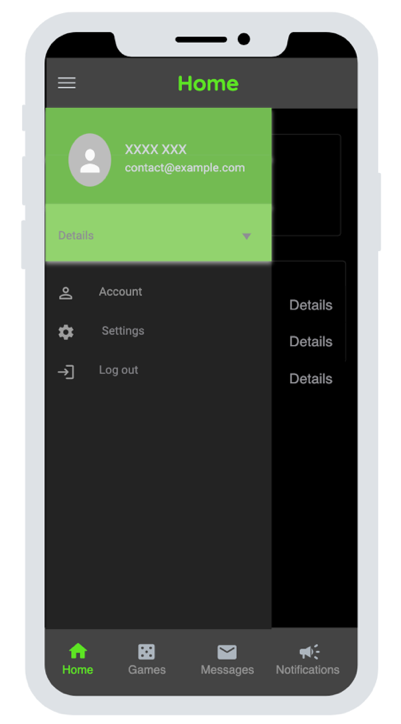 Home
XXXX XXX
contact@example.com
Details
Account
Settings
Log out
Details
Details
Details
Home Games Messages Notifications